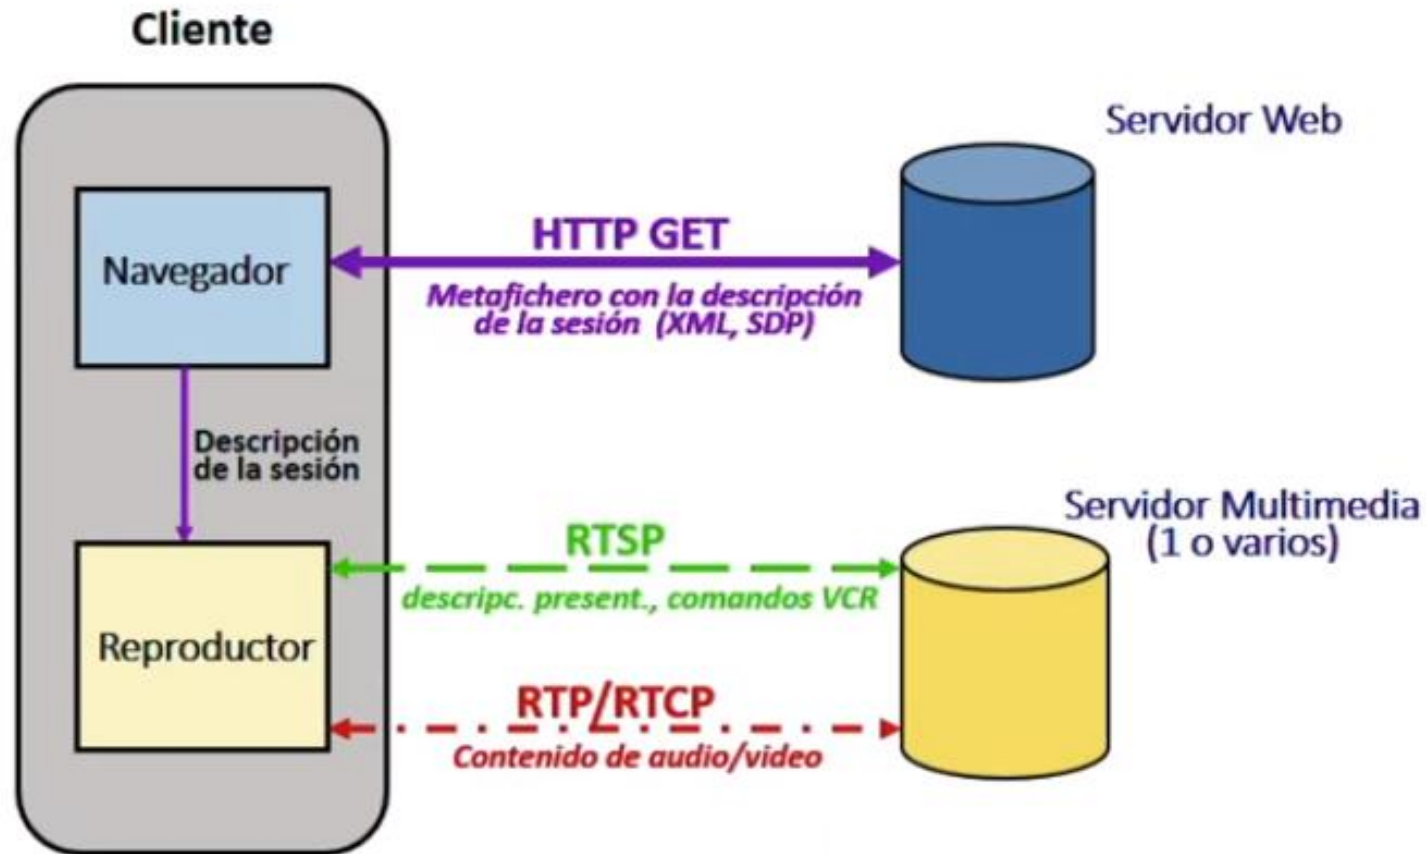 Cliente
Servidor Web
HTTP GET
Navegador
Metafichero con la descripción
de la sesión (XML, SDP)
Descripción
de la sesión
Servidor Multimedia
(1 o varios)
RTSP
descripc. present., comandos VCR
Reproductor
RTP/RTCP
Contenido de audio/video